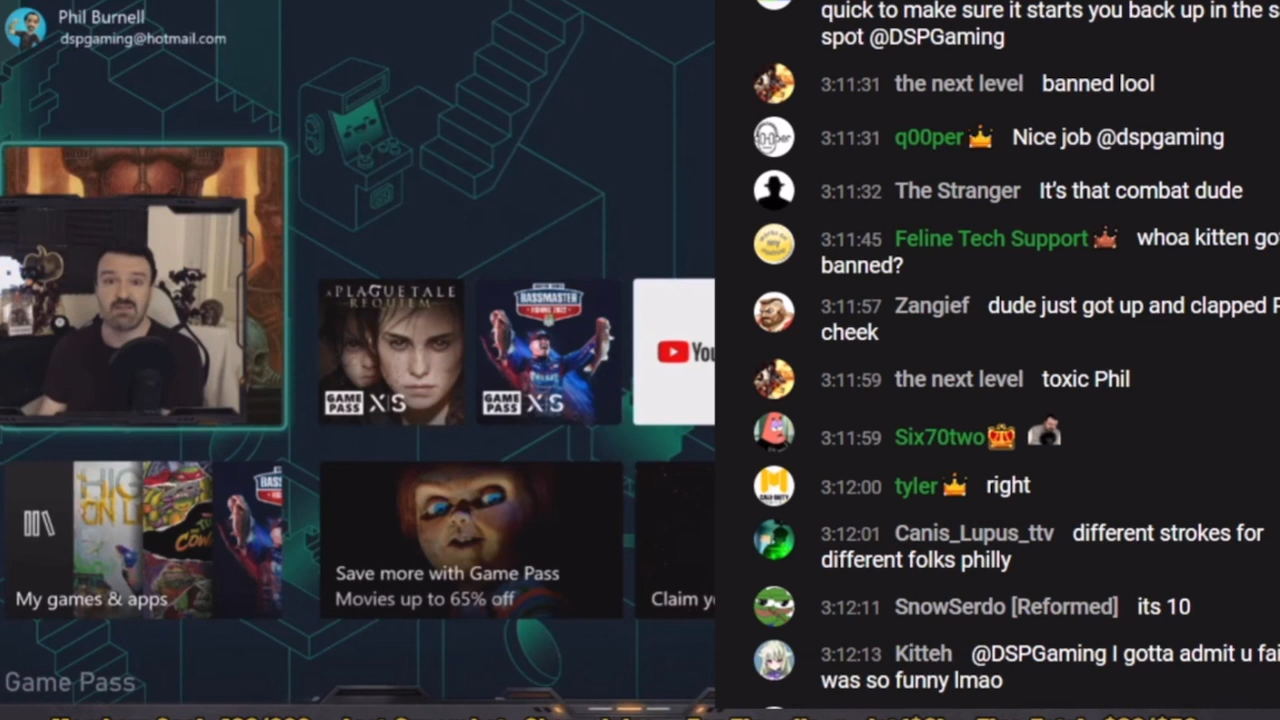 Phil Burnell
dspgaming@hotmail.com
A PLAGUE TALE
REQUIEM
GAME PASS X|S
BASSMASTER
FISHING 2022
GAME PASS X|S
You
My games & apps
Save more with Game Pass
Movies up to 65% off
Claim
Game Pass
quick to make sure it starts you back up in the s
spot @DSPGaming
3:11:31 the next level banned lool
3:11:31 q00per Nice job @dspgaming
3:11:32 The Stranger It's that combat dude
3:11:45 Feline Tech Support whoa kitten go
banned?
3:11:57 Zangief dude just got up and clapped
cheek
3:11:59 the next level toxic Phil
3:11:59 Six70two
3:12:00 tyler right
3:12:01 Canis_Lupus_ttv different strokes for
different folks philly
3:12:11 SnowSerdo [Reformed] its 10
3:12:13 Kitteh @DSPGaming I gotta admit u fai
was so funny lmao